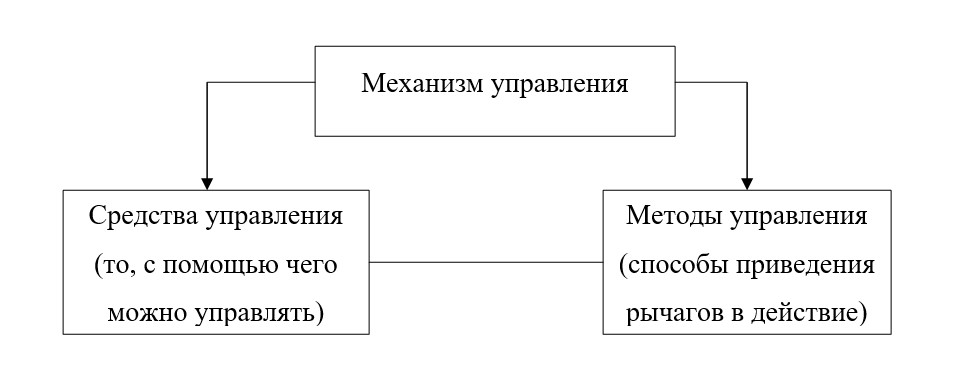 Механизм управления
Средства управления
(то, с помощью чего
можно управлять)
Методы управления
(способы приведения
рычагов в действие)